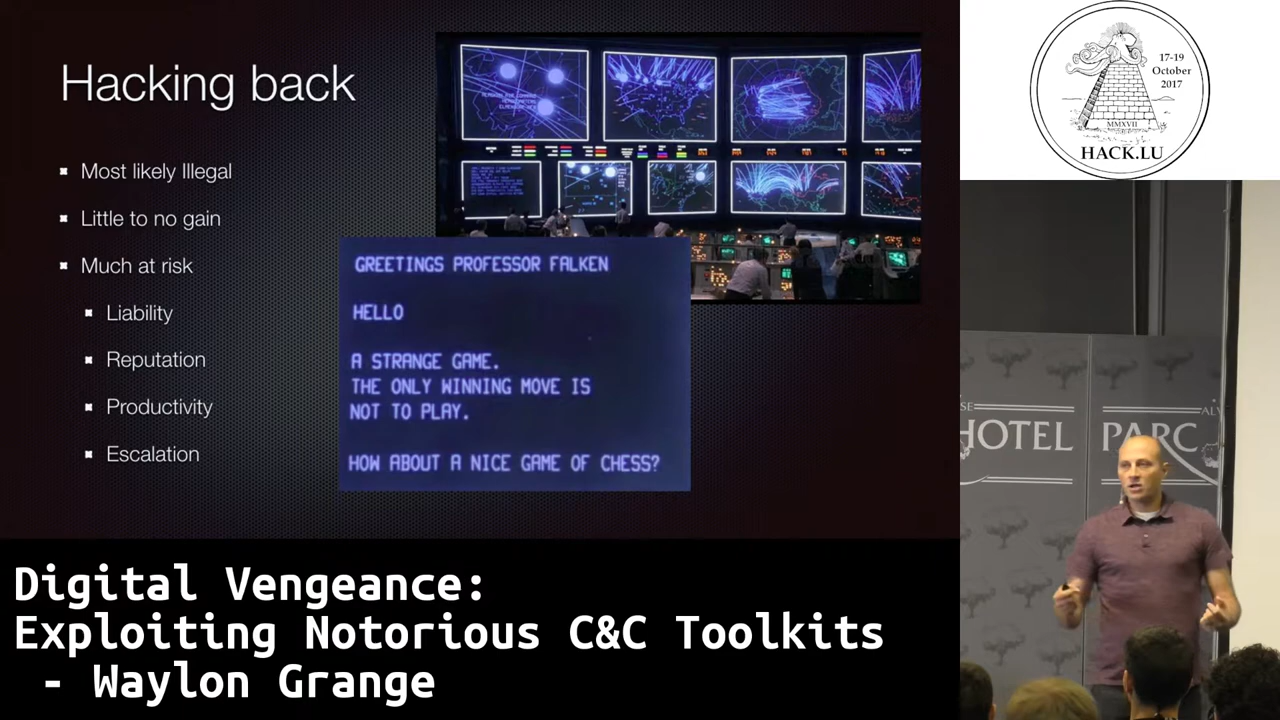 Hacking back
Most likely Illegal
Little to no gain
Much at risk
Liability
Reputation
Productivity
Escalation
GREETINGS PROFESSOR FALKEN
HELLO
A STRANGE GAME.
THE ONLY WINNING MOVE IS
NOT TO PLAY.
HOW ABOUT A NICE GAME OF CHESS?
17-19
October
2017
MMXVII
HACK.LU
HOTEL PARC
Digital Vengeance:
Exploiting Notorious C&C Toolkits
- Waylon Grange